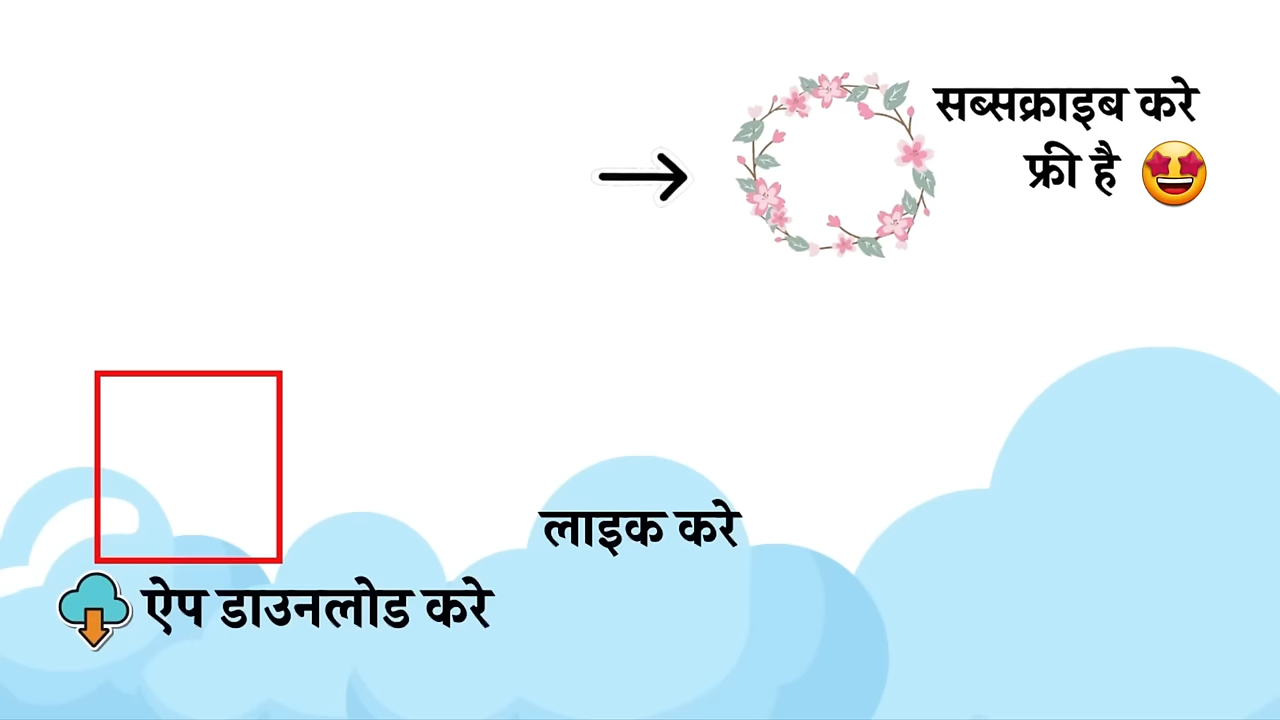 सब्सक्राइब करे
फ्री है
लाइक करे
ऐप डाउनलोड करे